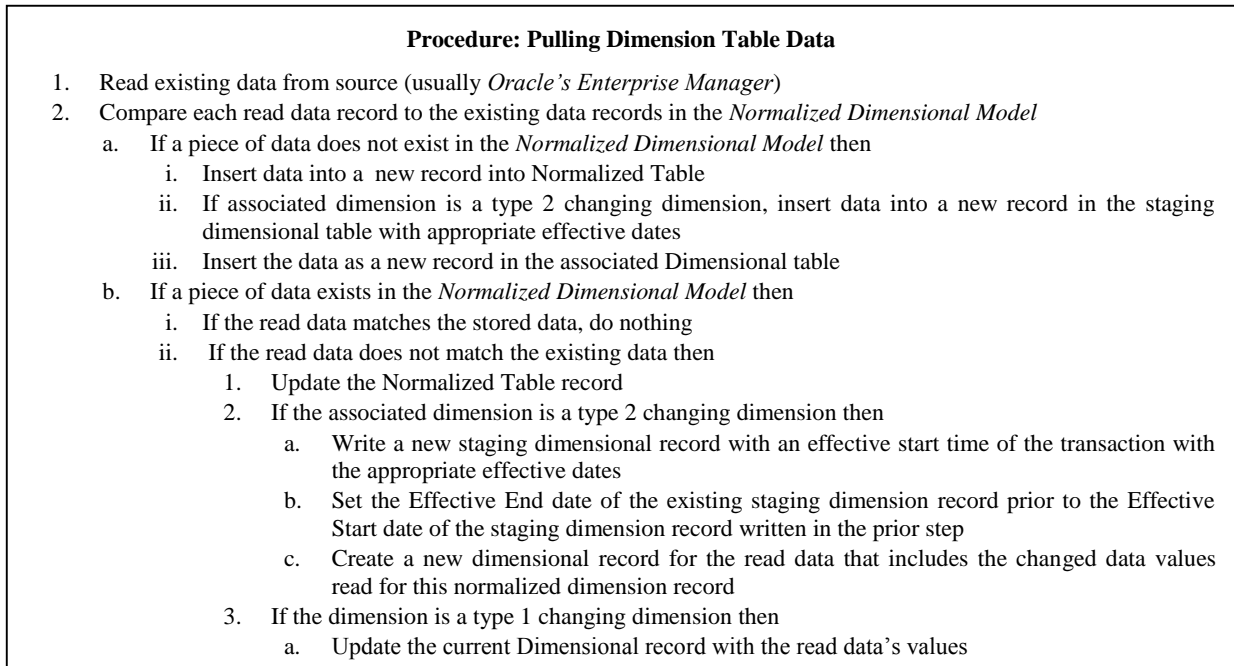 Procedure: Pulling Dimension Table Data
1. Read existing data from source (usually Oracle's Enterprise Manager)
2. Compare each read data record to the existing data records in the Normalized Dimensional Model
a. If a piece of data does not exist in the Normalized Dimensional Model then
i. Insert data into a new record into Normalized Table
ii. If associated dimension is a type 2 changing dimension, insert data into a new record in the staging
dimensional table with appropriate effective dates
iii. Insert the data as a new record in the associated Dimensional table
b. If a piece of data exists in the Normalized Dimensional Model then
i. If the read data matches the stored data, do nothing
ii. If the read data does not match the existing data then
1. Update the Normalized Table record
2. If the associated dimension is a type 2 changing dimension then
a. Write a new staging dimensional record with an effective start time of the transaction with
the appropriate effective dates
b. Set the Effective End date of the existing staging dimension record prior to the Effective
Start date of the staging dimension record written in the prior step
c. Create a new dimensional record for the read data that includes the changed data values
read for this normalized dimension record
3. If the dimension is a type 1 changing dimension then
a. Update the current Dimensional record with the read data's values